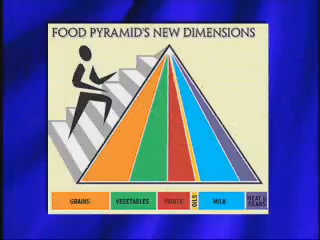 FOOD PYRAMID'S NEW DIMENSIONS
GRAINS
VEGETABLES
FRUITS
OILS
MILK
MEAT &
BEANS